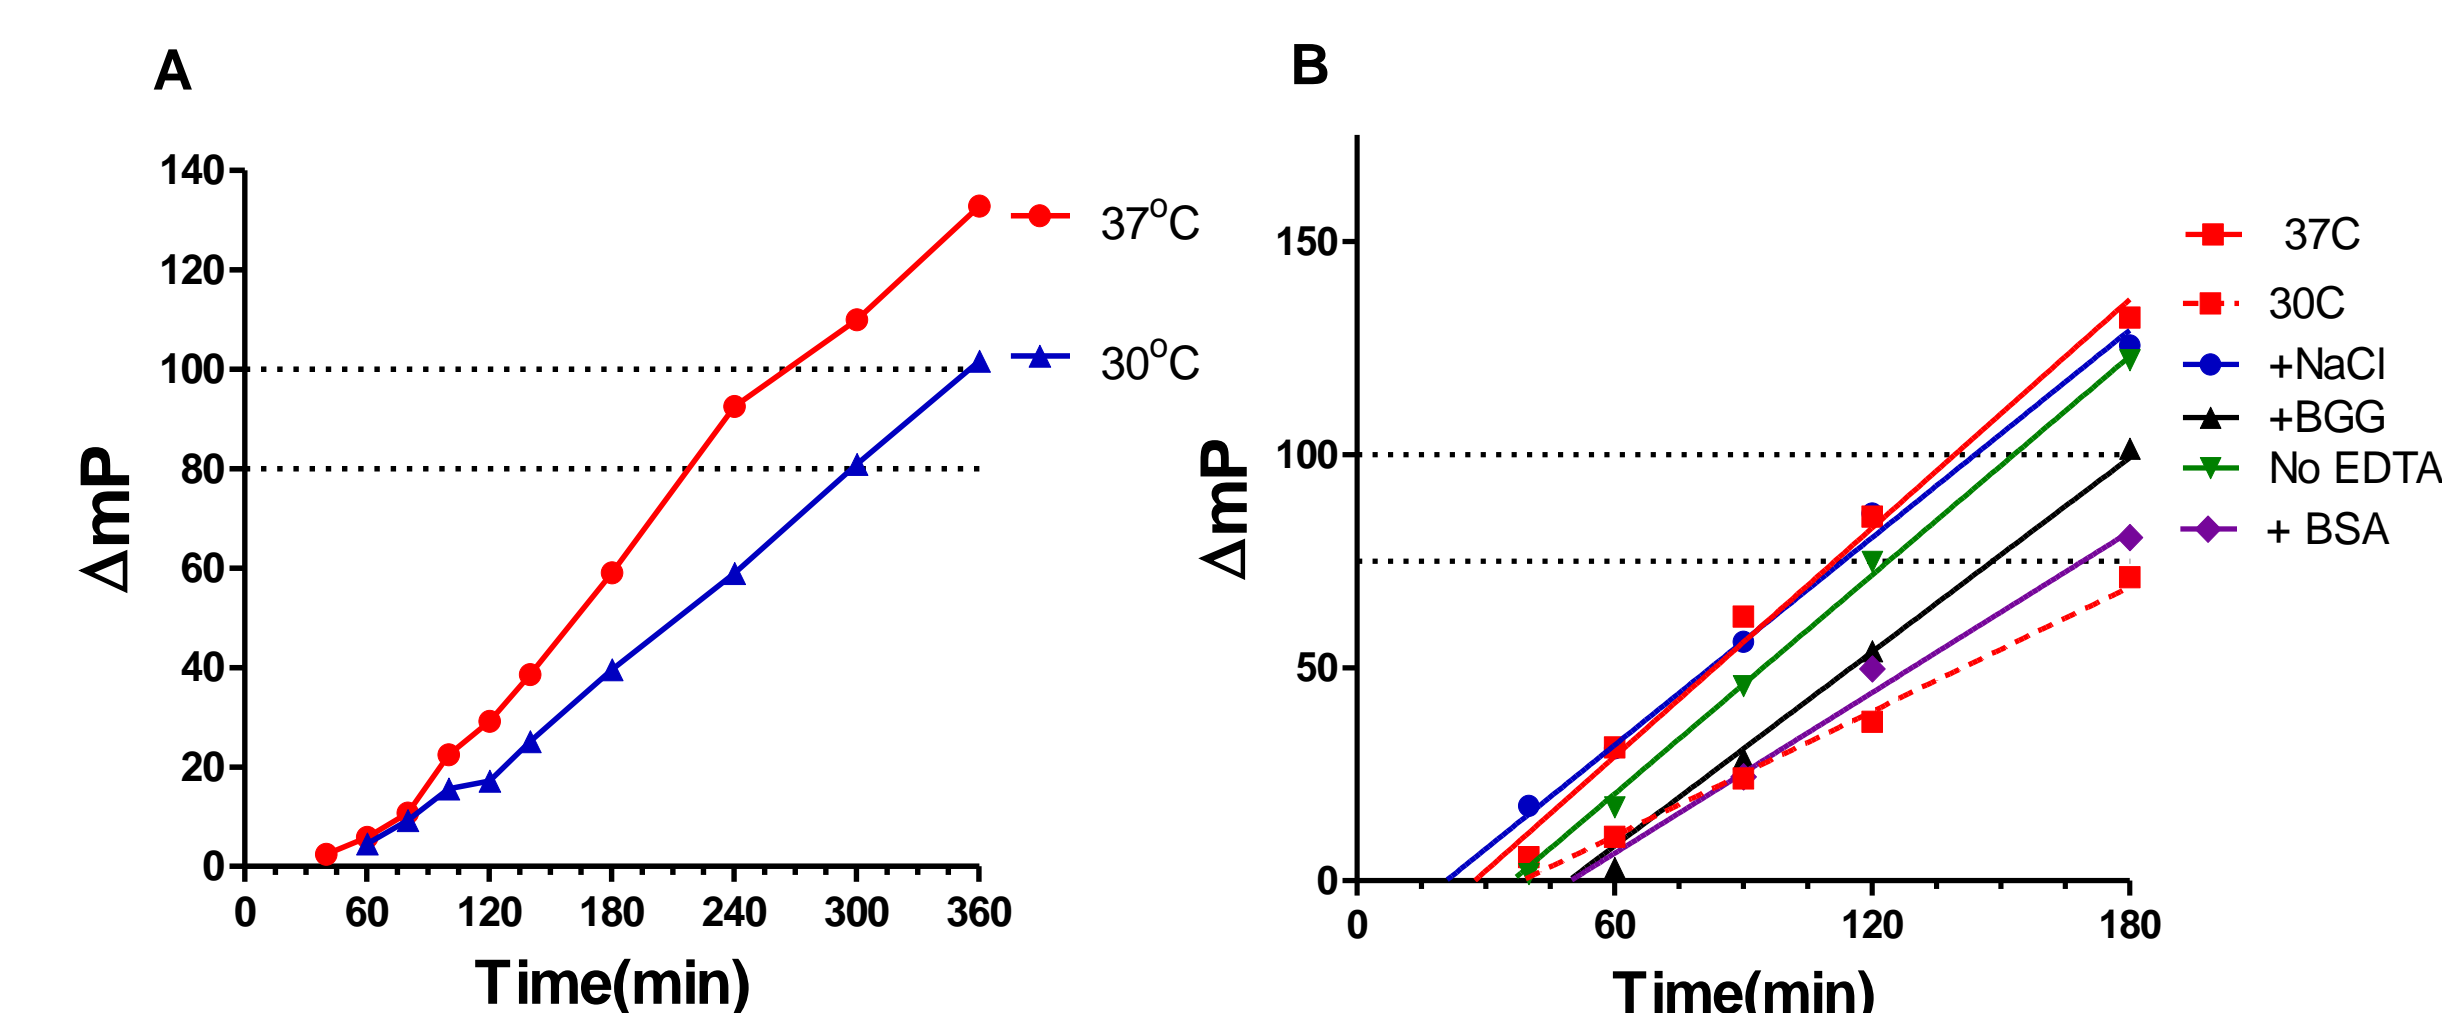 A
140
120
100
80
60
40
20
0
0 60 120 180 240 300 360
ΔmP
Time(min)
37°C
30°C
B
150
100
50
0
0 60 120 180
ΔmP
Time(min)
37C
30C
+NaCl
+BGG
No EDTA
+ BSA